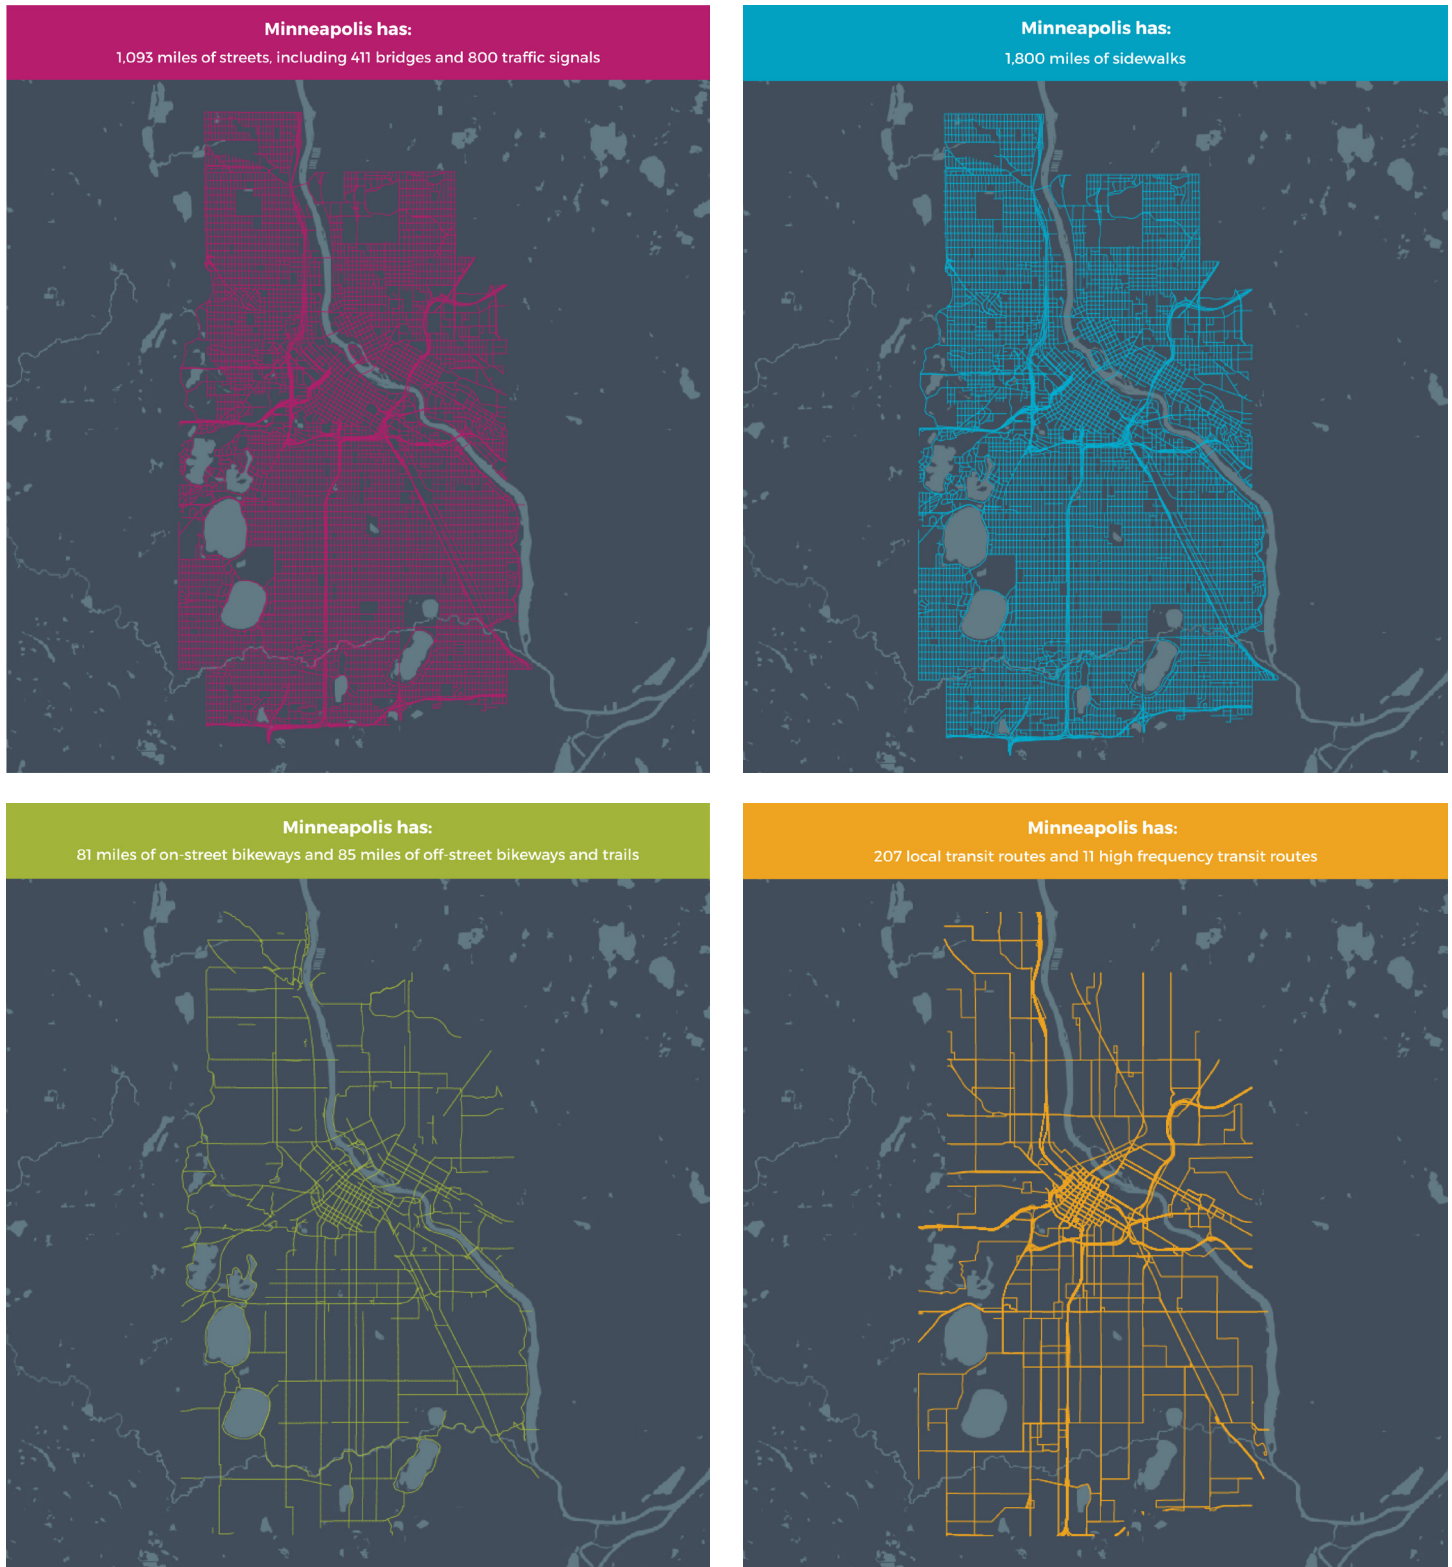 Minneapolis has:
1,093 miles of streets, including 411 bridges and 800 traffic signals
Minneapolis has:
1,800 miles of sidewalks
Minneapolis has:
81 miles of on-street bikeways and 85 miles of off-street bikeways and trails
Minneapolis has:
207 local transit routes and 11 high frequency transit routes